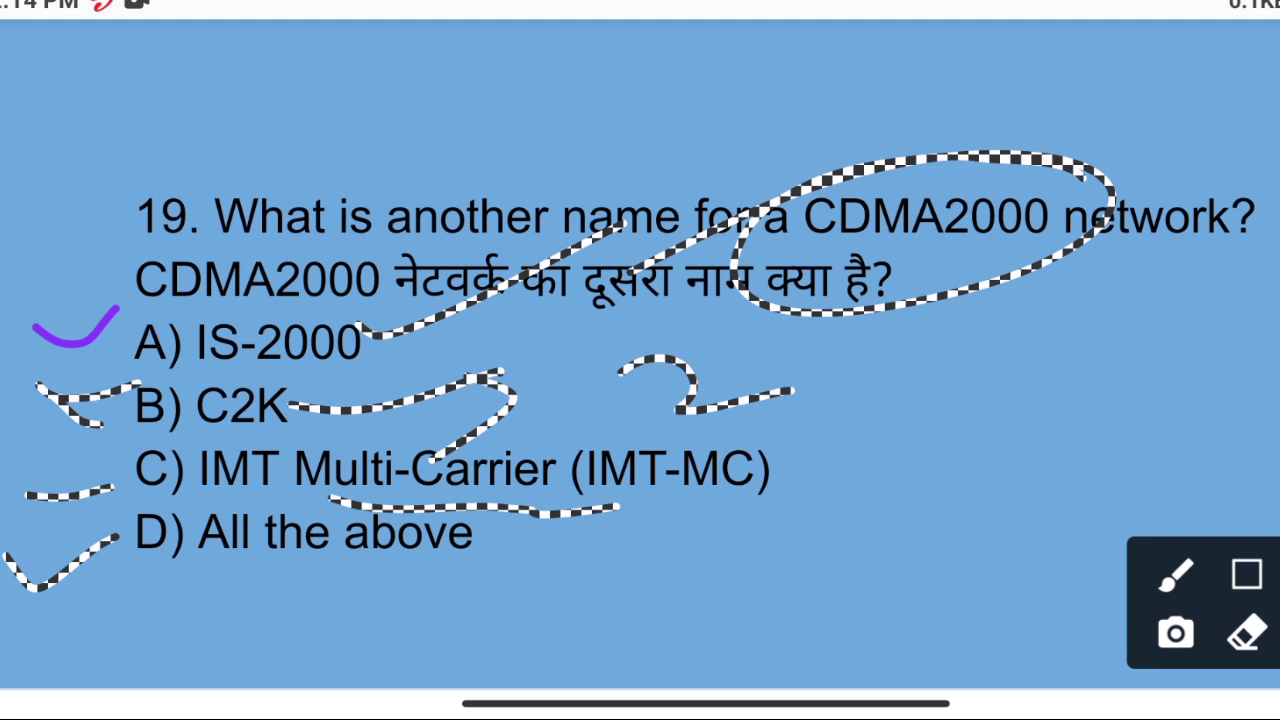 19. What is another name for a CDMA2000 network?
CDMA2000 नेटवर्क का दूसरा नाम क्या है?
A) IS-2000
B) C2K
C) IMT Multi-Carrier (IMT-MC)
D) All the above